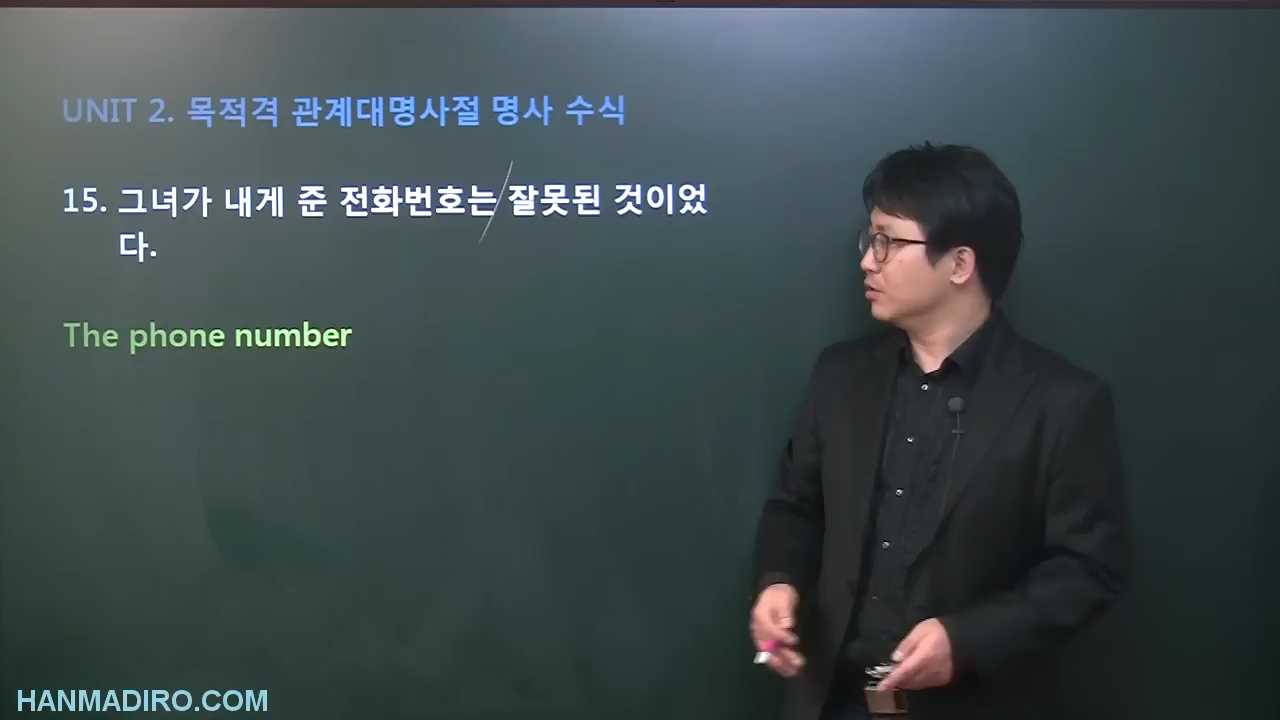 UNIT 2. 목적격 관계대명사절 명사 수식
15. 그녀가 내게 준 전화번호는 잘못된 것이었
다.
The phone number
HANMADIRO.COM